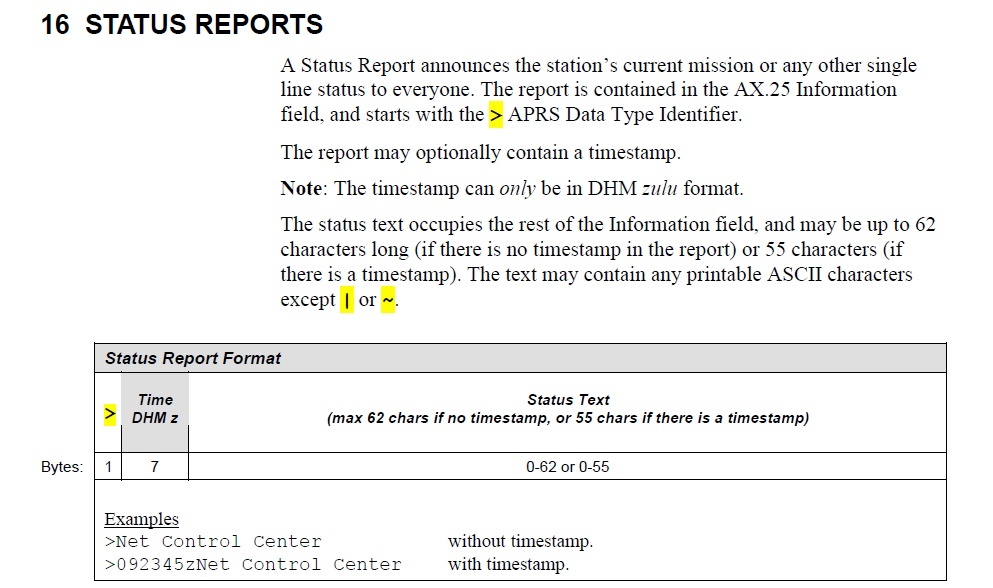 16 STATUS REPORTS
A Status Report announces the station’s current mission or any other single
line status to everyone. The report is contained in the AX.25 Information
field, and starts with the > APRS Data Type Identifier.
The report may optionally contain a timestamp.
Note: The timestamp can only be in DHM zulu format.
The status text occupies the rest of the Information field, and may be up to 62
characters long (if there is no timestamp in the report) or 55 characters (if
there is a timestamp). The text may contain any printable ASCII characters
except | or ~.
Status Report Format
> Time DHM z
Status Text
(max 62 chars if no timestamp, or 55 chars if there is a timestamp)
Bytes: 1 7 0-62 or 0-55
Examples
>Net Control Center without timestamp.
>092345zNet Control Center with timestamp.